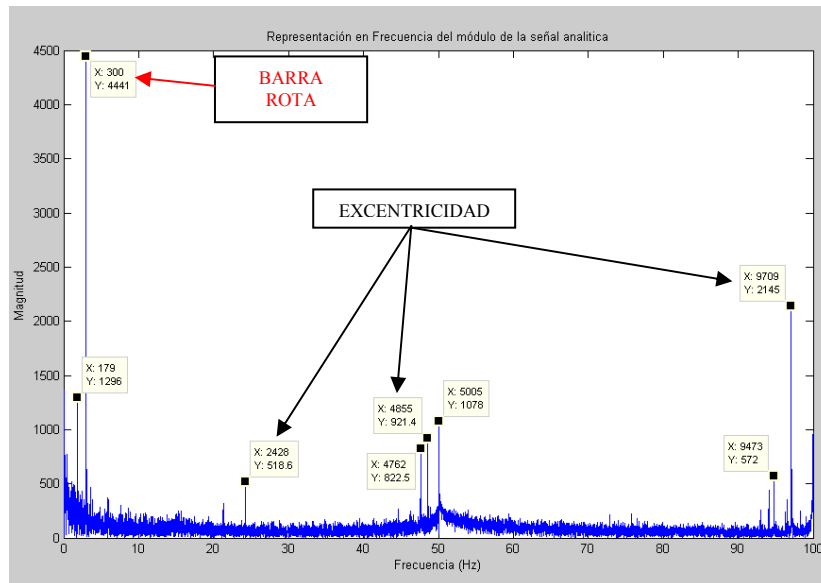 Representación en Frecuencia del módulo de la señal analitica
4500
4000
3500
3000
2500
2000
1500
1000
500
0
Magnitud
X: 300
Y: 4441
BARRA
ROTA
EXCENTRICIDAD
X: 9709
Y: 2145
X: 179
Y: 1296
X: 5005
Y: 1078
X: 4855
Y: 921.4
X: 2428
Y: 518.6
X: 4762
Y: 822.5
X: 9473
Y: 572
0 10 20 30 40 50 60 70 80 90 100
Frecuencia (Hz)